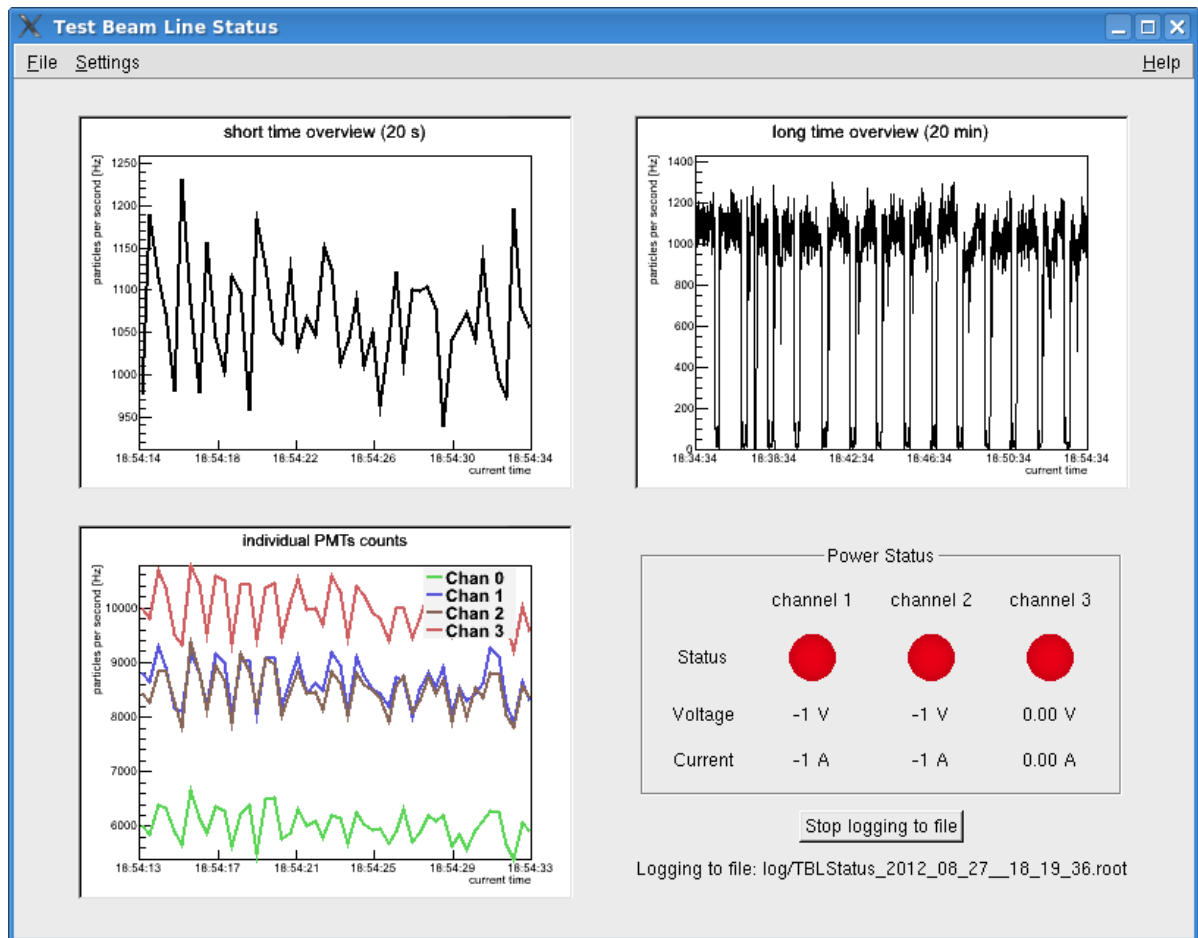 Test Beam Line Status
File Settings Help
short time overview (20 s)
particles per second [Hz]
1250
1200
1150
1100
1050
1000
950
18:54:14 18:54:18 18:54:22 18:54:26 18:54:30 18:54:34
current time
long time overview (20 min)
particles per second [Hz]
1400
1200
1000
800
600
400
200
0
18:34:34 18:38:34 18:42:34 18:46:34 18:50:34 18:54:34
current time
individual PMTs counts
particles per second [Hz]
Chan 0
Chan 1
Chan 2
Chan 3
10000
9000
8000
7000
6000
18:54:13 18:54:17 18:54:21 18:54:25 18:54:29 18:54:33
current time
Power Status
channel 1 channel 2 channel 3
Status
Voltage -1 V -1 V 0.00 V
Current -1 A -1 A 0.00 A
Stop logging to file
Logging to file: log/TBLStatus_2012_08_27__18_19_36.root